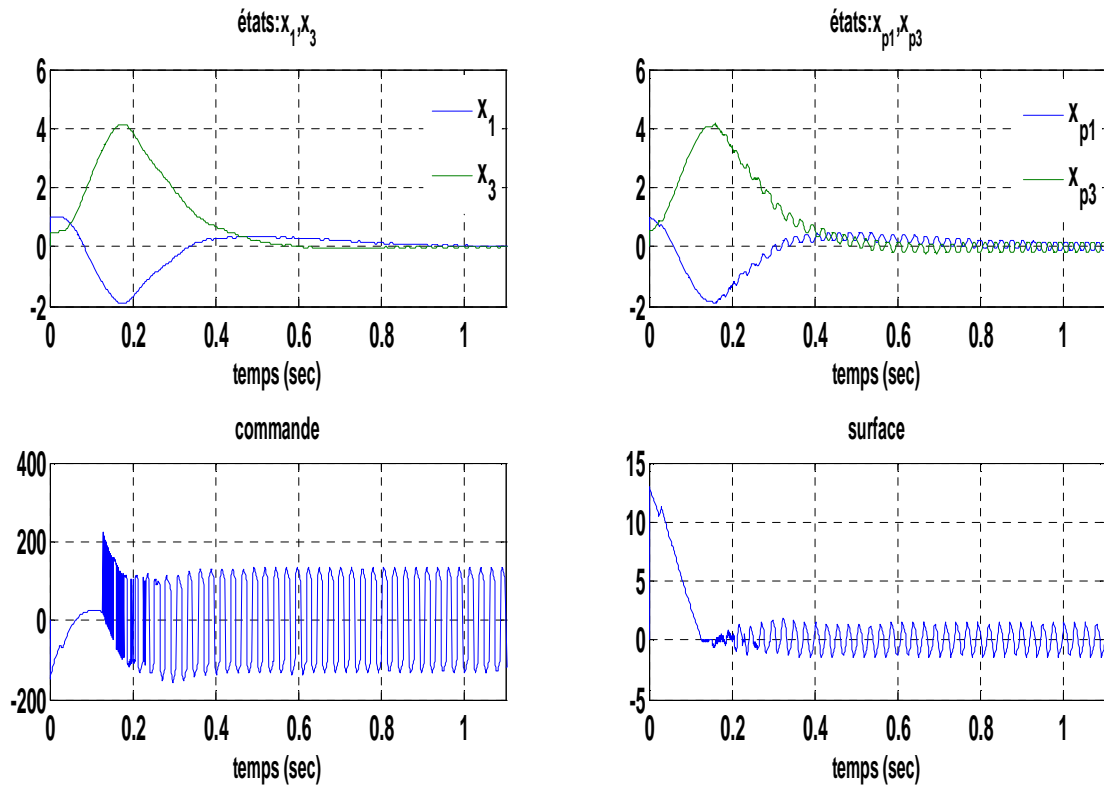 états:x1,x3
6
4
2
0
-2
x1
x3
0 0.2 0.4 0.6 0.8 1
temps (sec)
états:xp1,xp3
6
4
2
0
-2
xp1
xp3
0 0.2 0.4 0.6 0.8 1
temps (sec)
commande
400
200
0
-200
0 0.2 0.4 0.6 0.8 1
temps (sec)
surface
15
10
5
0
-5
0 0.2 0.4 0.6 0.8 1
temps (sec)